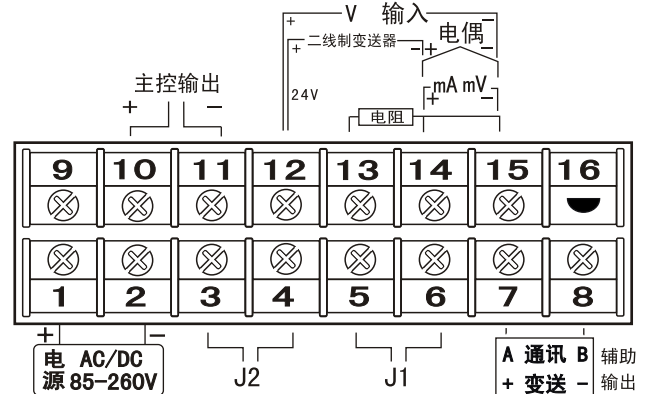 + V 输入 −
+ 二线制变送器 − + 电偶 −
主控输出 24V mA mV
+ − + −
电阻
9 10 11 12 13 14 15 16
1 2 3 4 5 6 7 8
+ −
电源 AC/DC 85-260V
J2 J1
A 通讯 B 辅助
+ 变送 − 输出